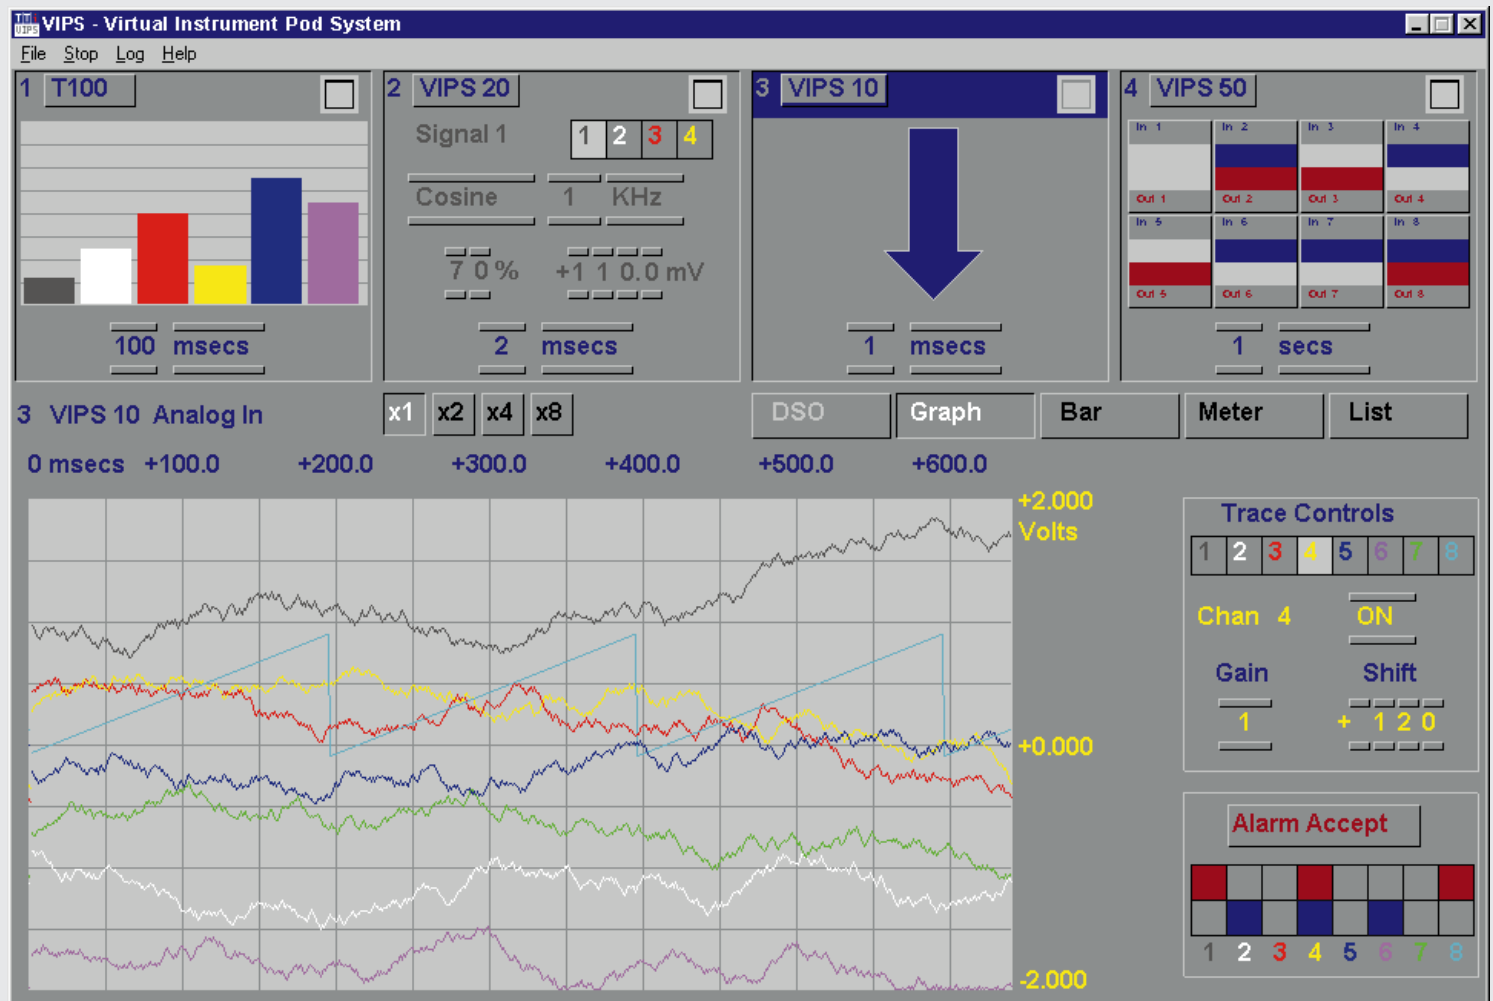 VIPS - Virtual Instrument Pod System
File Stop Log Help
1 T100
100 msecs
2 VIPS 20
Signal 1 1 2 3 4
Cosine 1 KHz
7 0 % +1 1 0.0 mV
2 msecs
3 VIPS 10
1 msecs
4 VIPS 50
In 1 In 2 In 3 In 4
Out 1 Out 2 Out 3 Out 4
In 5 In 6 In 7 In 8
Out 5 Out 6 Out 7 Out 8
1 secs
3 VIPS 10 Analog In x1 x2 x4 x8 DSO Graph Bar Meter List
0 msecs +100.0 +200.0 +300.0 +400.0 +500.0 +600.0
+2.000
Volts
+0.000
-2.000
Trace Controls
1 2 3 4 5 6 7 8
Chan 4 ON
Gain Shift
1 + 1 2 0
Alarm Accept
1 2 3 4 5 6 7 8